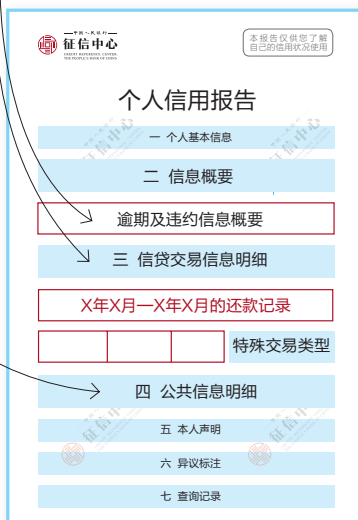 中国人民银行
征信中心
CREDIT REFERENCE CENTER,
THE PEOPLE'S BANK OF CHINA
本报告仅供您了解
自己的信用状况使用
个人信用报告
一 个人基本信息
二 信息概要
逾期及违约信息概要
三 信贷交易信息明细
X年X月—X年X月的还款记录
特殊交易类型
四 公共信息明细
五 本人声明
六 异议标注
七 查询记录